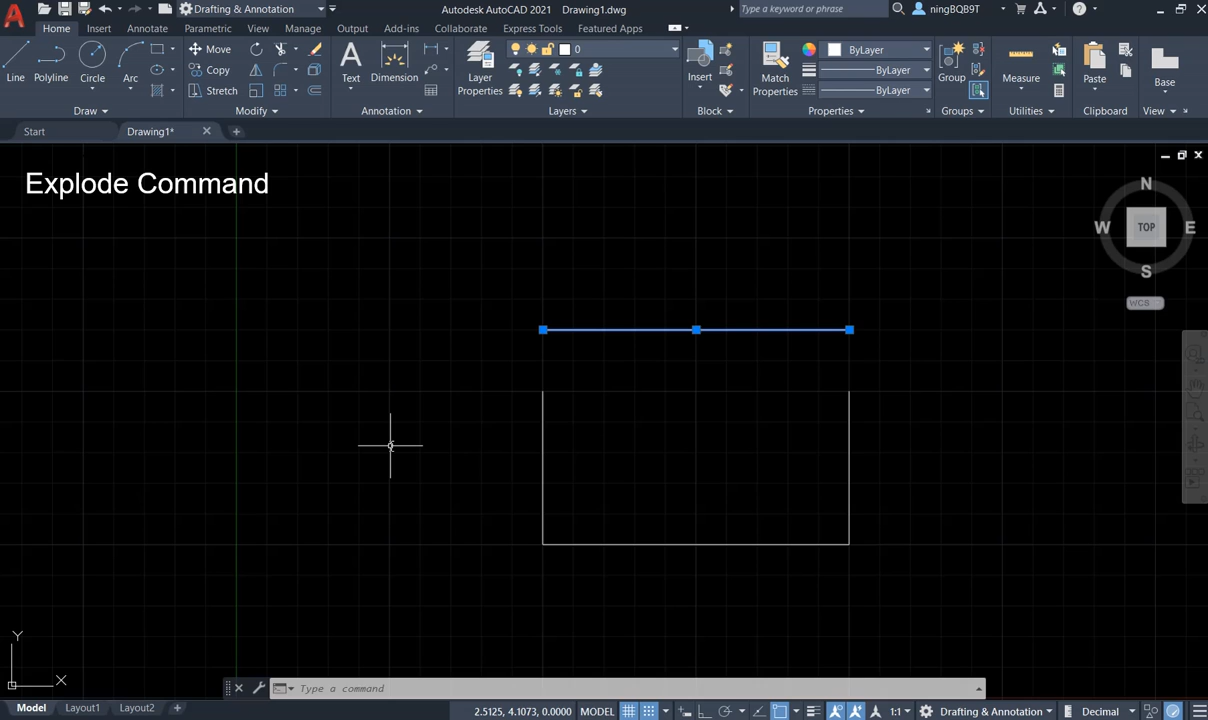 Drafting & Annotation
Autodesk AutoCAD 2021 Drawing1.dwg
Type a keyword or phrase
ningBQB9T
Home Insert Annotate Parametric View Manage Output Add-ins Collaborate Express Tools Featured Apps
Line Polyline Circle Arc
Move
Copy
Stretch
Text Dimension
Layer Properties
0
Insert
Match Properties
ByLayer
ByLayer
ByLayer
Group
Measure
Paste
Base
Draw Modify Annotation Layers Block Properties Groups Utilities Clipboard View
Start Drawing1*
Explode Command
N
W TOP E
S
WCS
Y
X
Type a command
Model Layout1 Layout2
2.5125, 4.1073, 0.0000 MODEL 1:1 Drafting & Annotation Decimal